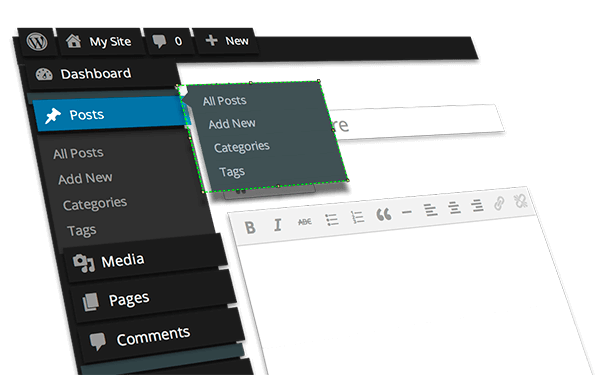 My Site 0 New
Dashboard
Posts
All Posts
Add New
Categories
Tags
All Posts
Add New
Categories
Tags
Media
Pages
Comments
re
B I ABC